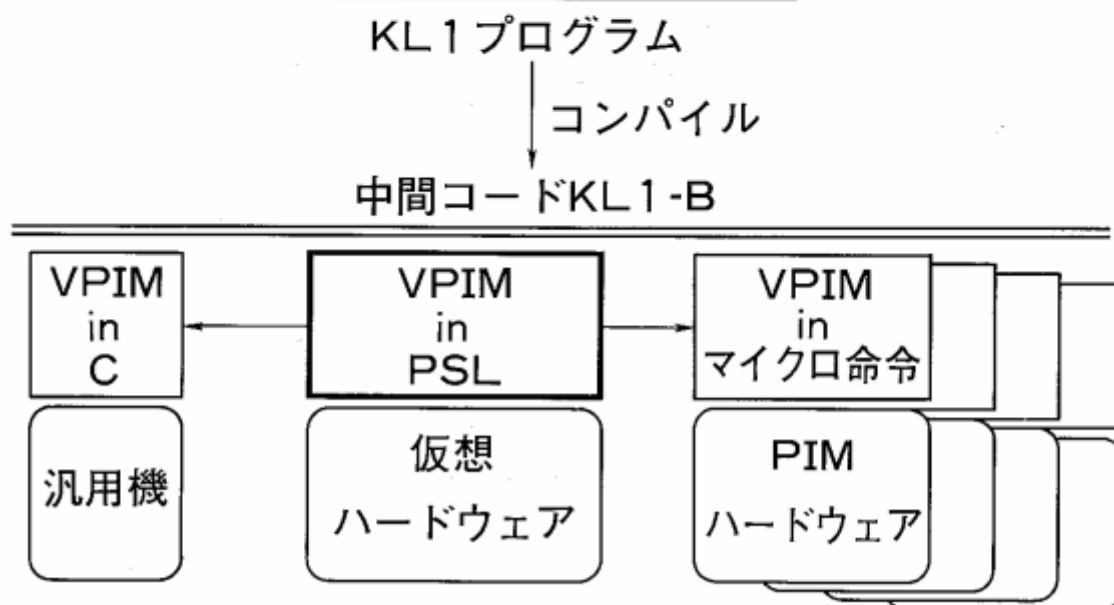 KL1プログラム
コンパイル
中間コードKL1-B
VPIM
in
C
VPIM
in
PSL
VPIM
in
マイクロ命令
汎用機
仮想
ハードウェア
PIM
ハードウェア